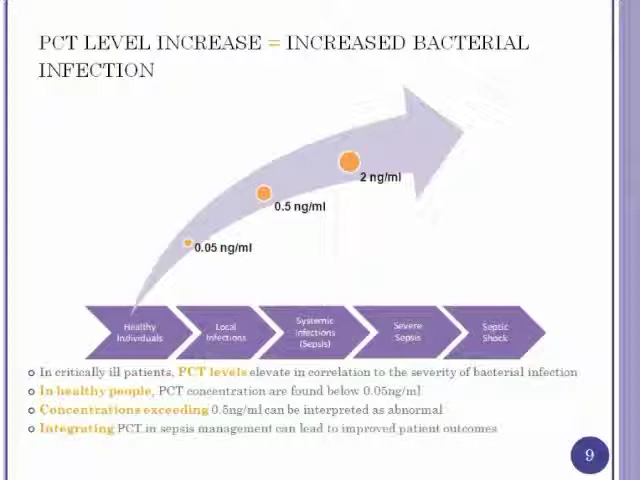 PCT LEVEL INCREASE = INCREASED BACTERIAL
INFECTION
2 ng/ml
0.5 ng/ml
0.05 ng/ml
Healthy
Individuals
Local
Infections
Systemic
Infections
(Sepsis)
Severe
Sepsis
Septic
Shock
In critically ill patients, PCT levels elevate in correlation to the severity of bacterial infection
In healthy people, PCT concentration are found below 0.05ng/ml
Concentrations exceeding 0.5ng/ml can be interpreted as abnormal
Integrating PCT in sepsis management can lead to improved patient outcomes
9